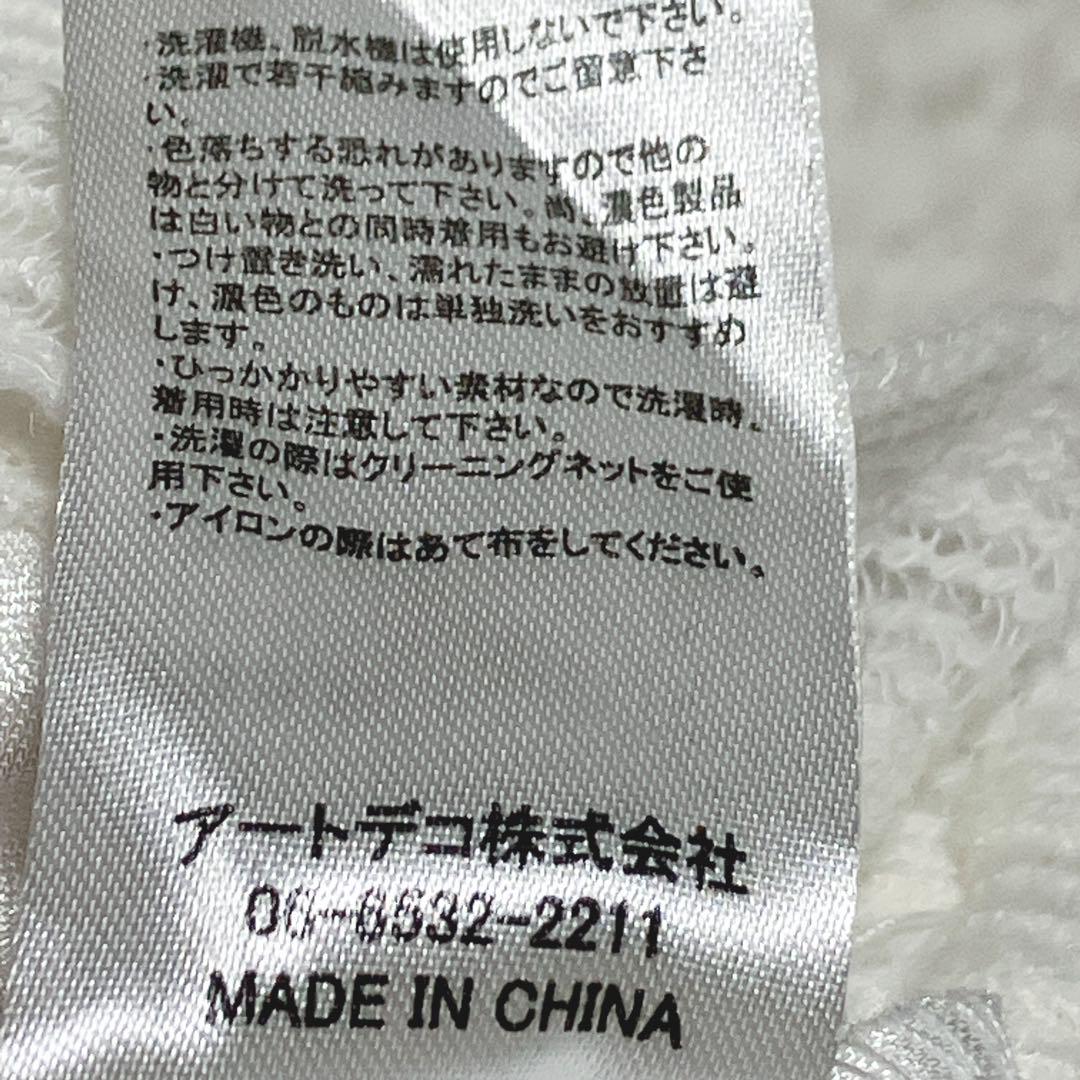 ・洗濯機、脱水機は使用しないで下さい。
・洗濯で若干縮みますのでご留意下さ
い。
・色落ちする恐れがありますので他の
物と分けて洗って下さい。尚、濃色製品
は白い物との同時着用もお避け下さい。
・つけ置き洗い、濡れたままの放置は避
け、濃色のものは単独洗いをおすすめ
します。
・ひっかかりやすい素材なので洗濯時、
着用時は注意して下さい。
・洗濯の際はクリーニングネットをご使
用下さい。
・アイロンの際はあて布をしてください。
アートデコ株式会社
06-6532-2211
MADE IN CHINA